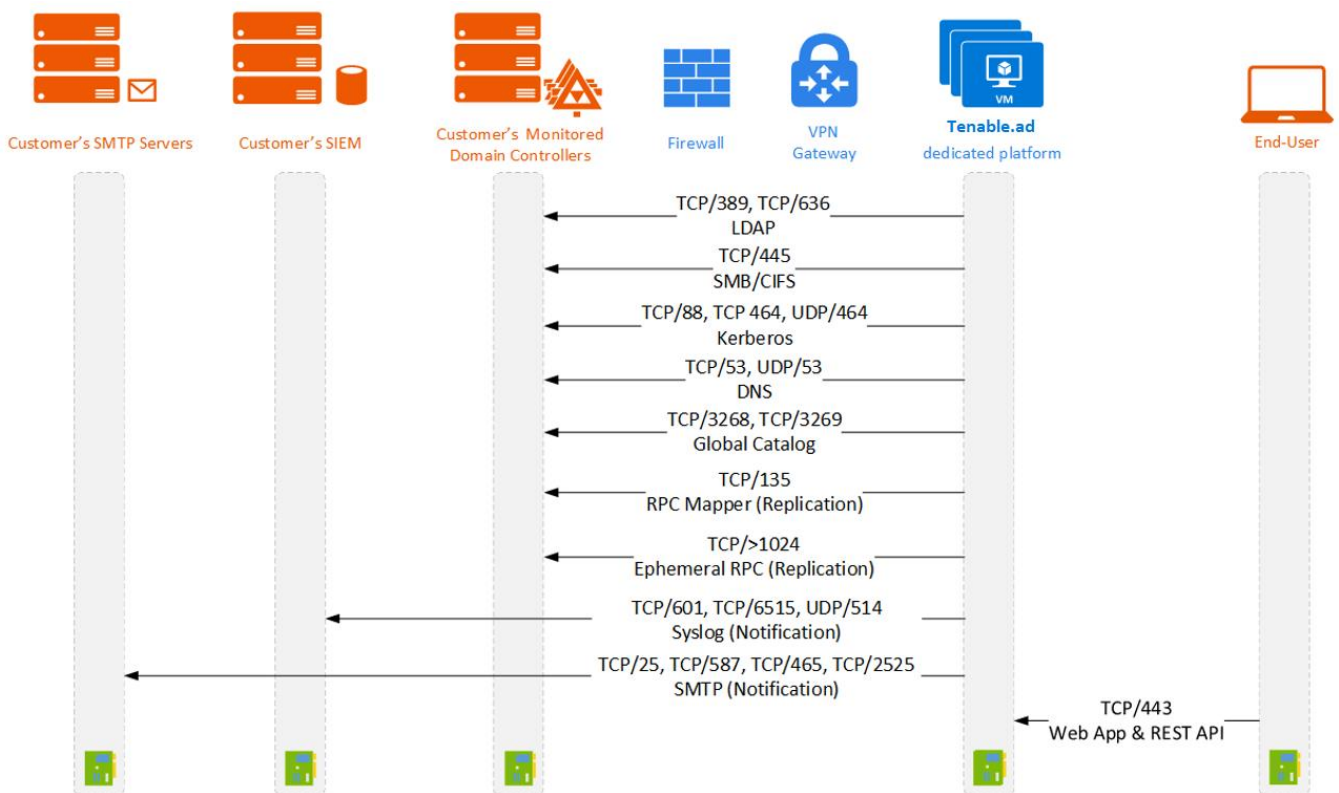 VM
Customer's SMTP Servers
Customer's SIEM
Customer's Monitored
Domain Controllers
Firewall
VPN
Gateway
Tenable.ad
dedicated platform
End-User
TCP/389, TCP/636
LDAP
TCP/445
SMB/CIFS
TCP/88, TCP 464, UDP/464
Kerberos
TCP/53, UDP/53
DNS
TCP/3268, TCP/3269
Global Catalog
TCP/135
RPC Mapper (Replication)
TCP/>1024
Ephemeral RPC (Replication)
TCP/601, TCP/6515, UDP/514
Syslog (Notification)
TCP/25, TCP/587, TCP/465, TCP/2525
SMTP (Notification)
TCP/443
Web App & REST API